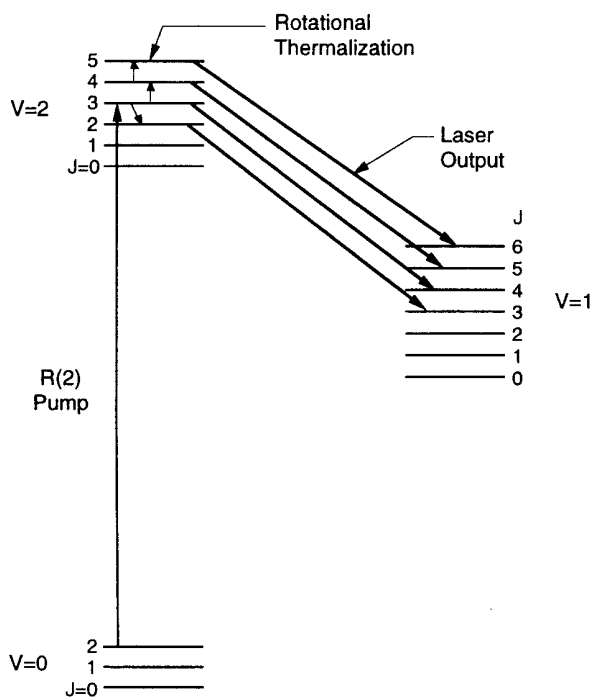 Rotational
Thermalization
5
4
3
2
1
J=0
V=2
Laser
Output
J
6
5
4
3
2
1
0
V=1
R(2)
Pump
2
1
J=0
V=0